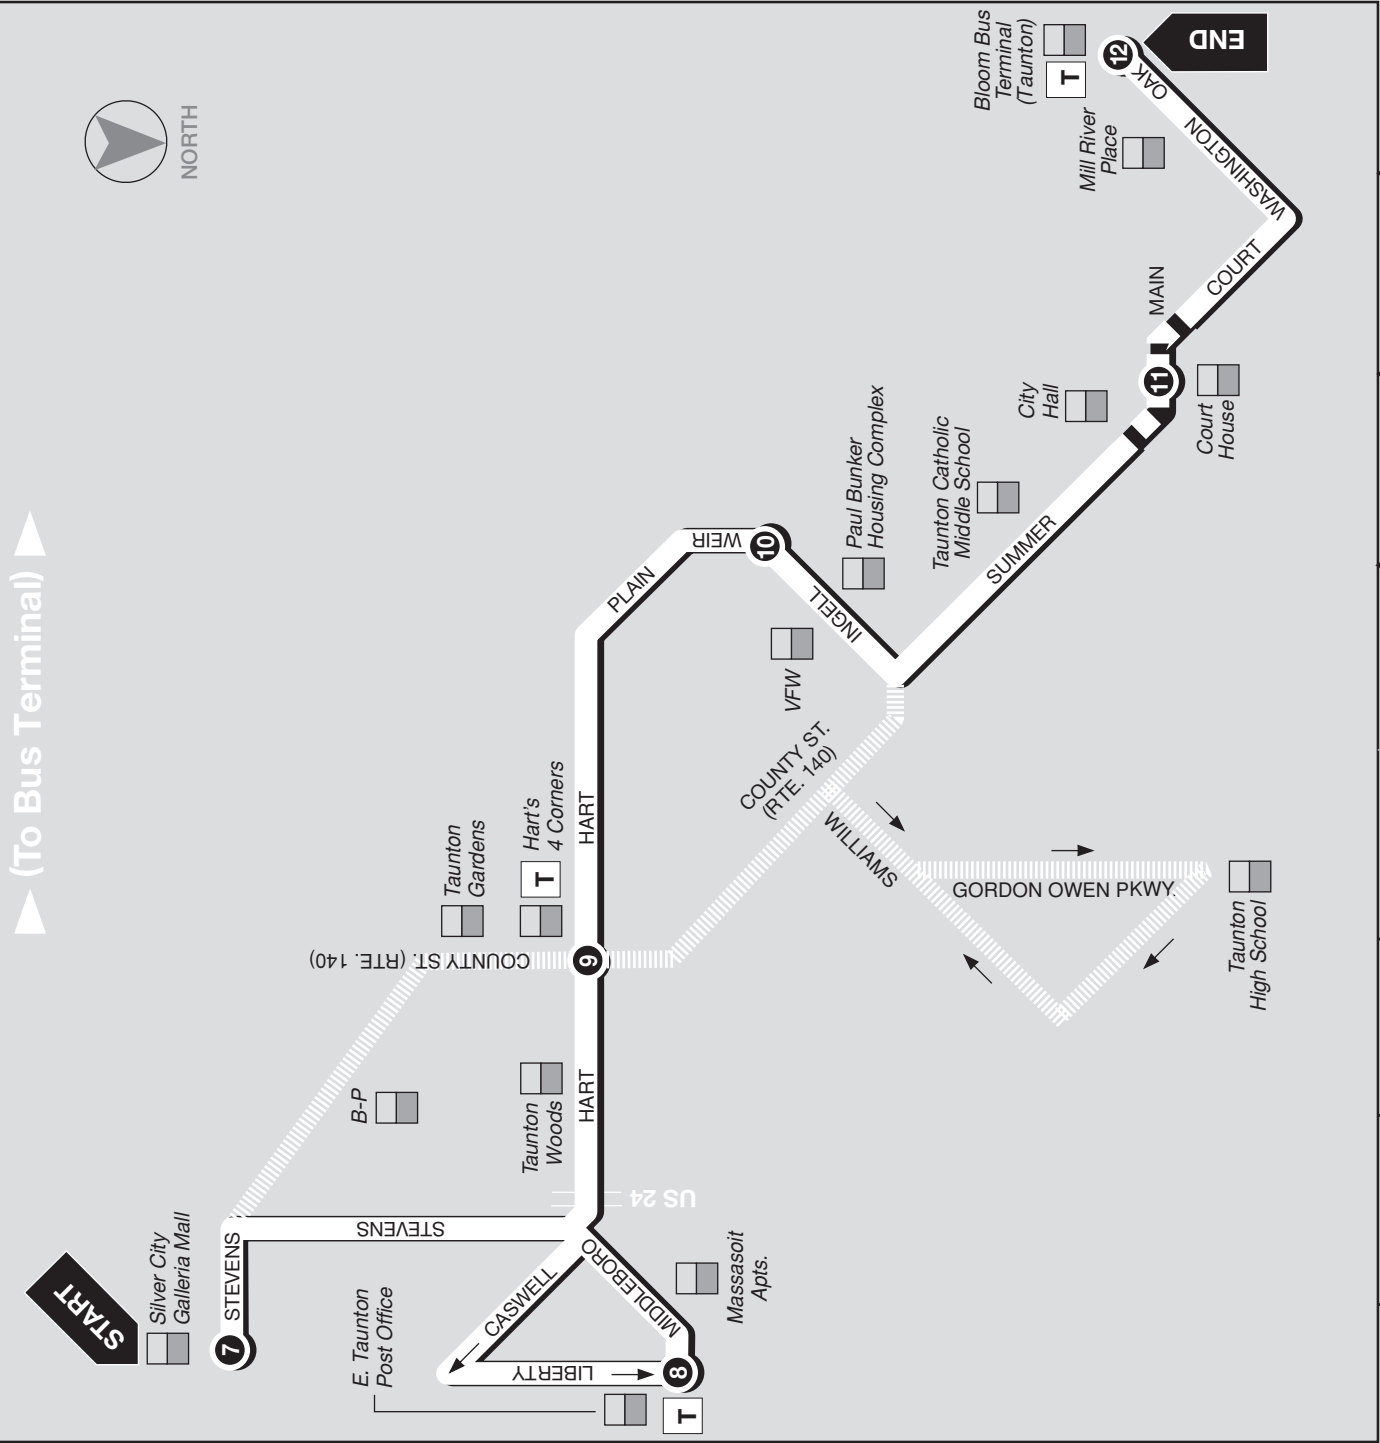 (To Bus Terminal)
NORTH
START
Silver City
Galleria Mall
7
STEVENS
STEVENS
E. Taunton
Post Office
CASWELL
LIBERTY
MIDDLEBORO
8
T
Massasoit
Apts.
US 24
B-P
Taunton
Woods
HART
COUNTY ST. (RTE. 140)
Taunton
Gardens
T
Hart's
4 Corners
9
HART
PLAIN
WEIR
10
INGELL
VFW
Paul Bunker
Housing Complex
COUNTY ST.
(RTE. 140)
WILLIAMS
GORDON OWEN PKWY.
Taunton
High School
Taunton Catholic
Middle School
SUMMER
City
Hall
11
Court
House
MAIN
COURT
WASHINGTON
Mill River
Place
OAK
12
Bloom Bus
Terminal
(Taunton)
T
END